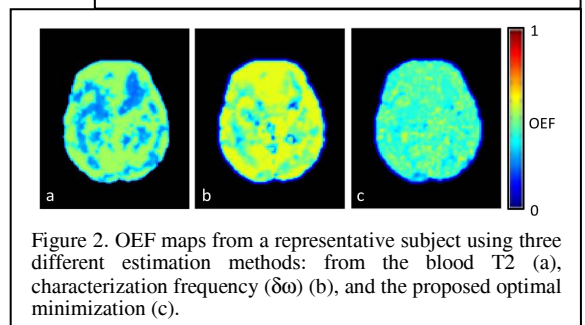 1
OEF
0
a
b
c
Figure 2. OEF maps from a representative subject using three
different estimation methods: from the blood T2 (a),
characterization frequency (δω) (b), and the proposed optimal
minimization (c).